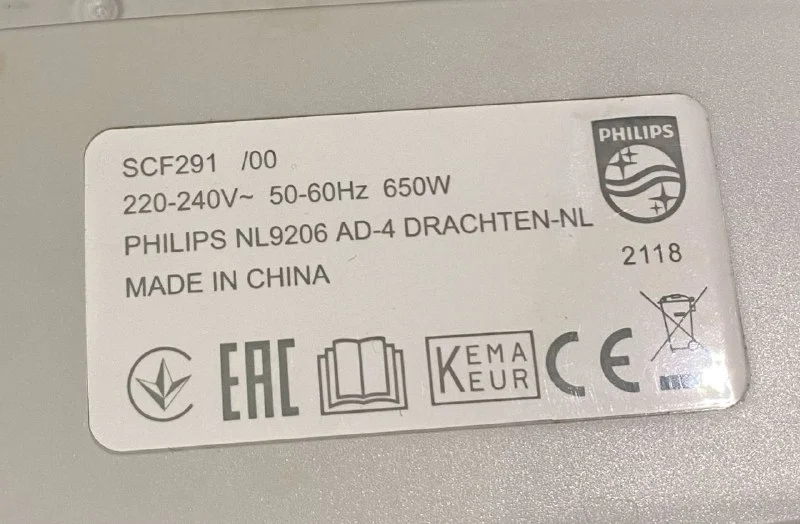 SCF291 /00
220-240V~ 50-60Hz 650W
PHILIPS NL9206 AD-4 DRACHTEN-NL
MADE IN CHINA
PHILIPS
2118
EAC
KEMA
EUR
CE